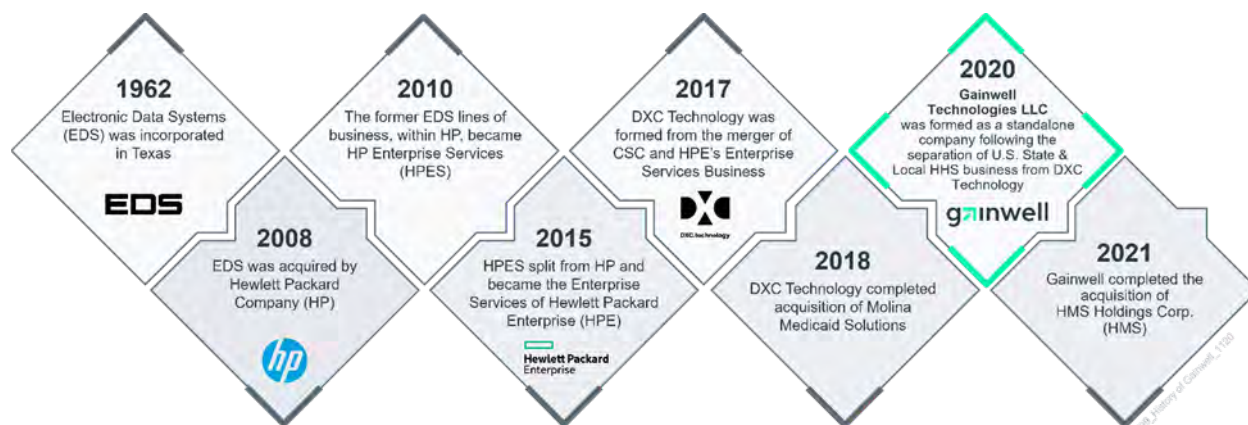 1962
Electronic Data Systems
(EDS) was incorporated
in Texas
EDS
2008
EDS was acquired by
Hewlett Packard
Company (HP)
hp
2010
The former EDS lines of
business, within HP, became
HP Enterprise Services
(HPES)
2015
HPES split from HP and
became the Enterprise
Services of Hewlett Packard
Enterprise (HPE)
Hewlett Packard
Enterprise
2017
DXC Technology was
formed from the merger of
CSC and HPE's Enterprise
Services Business
DXC.technology
2018
DXC Technology completed
acquisition of Molina
Medicaid Solutions
2020
Gainwell
Technologies LLC
was formed as a standalone
company following the
separation of U.S. State &
Local HHS business from DXC
Technology
gainwell
2021
Gainwell completed the
acquisition of
HMS Holdings Corp.
(HMS)
History of Gainwell_1120